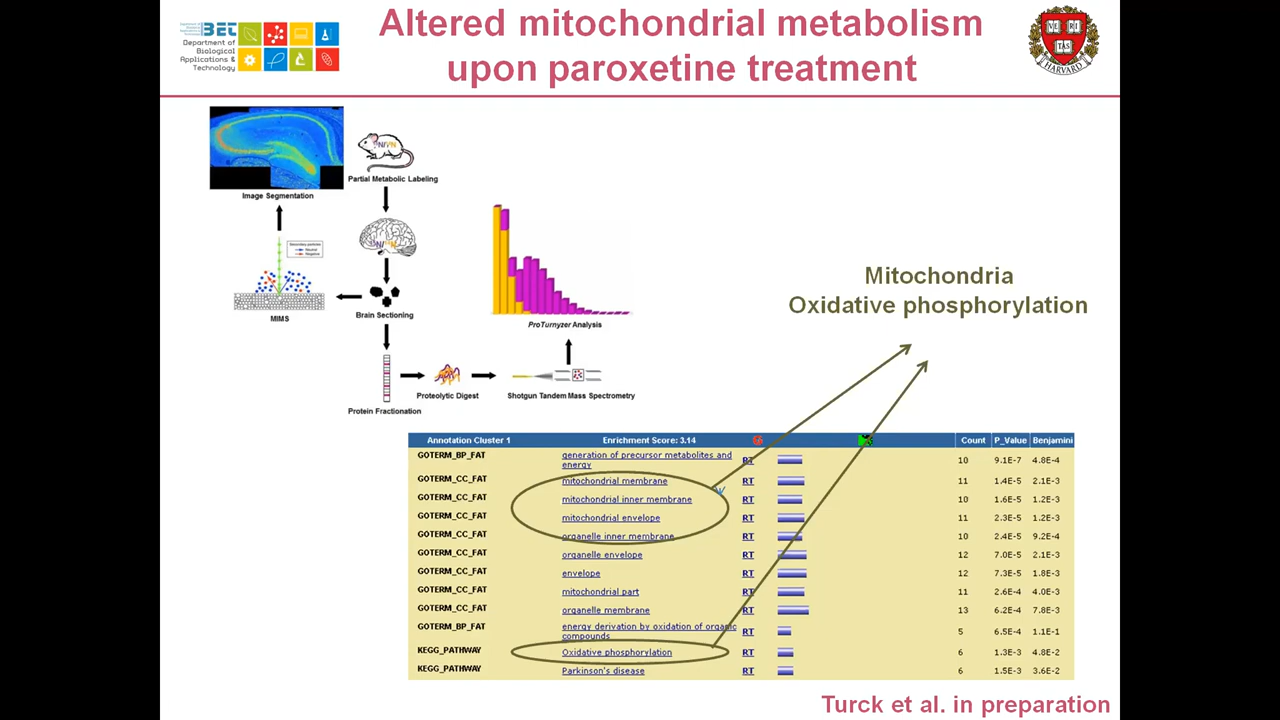 BET
Department of
Biological
Applications &
Technology
Altered mitochondrial metabolism
upon paroxetine treatment
VE RI
TAS
HARVARD
Image Segmentation
Partial Metabolic Labeling
Secondary particles
Neutral
Negative
MIMS
Brain Sectioning
ProTurnyzer Analysis
Protein Fractionation
Proteolytic Digest
Shotgun Tandem Mass Spectrometry
Mitochondria
Oxidative phosphorylation
Annotation Cluster 1 Enrichment Score: 3.14 G Count P_Value Benjamini
GOTERM_BP_FAT generation of precursor metabolites and energy RT 10 9.1E-7 4.8E-4
GOTERM_CC_FAT mitochondrial membrane RT 11 1.4E-5 2.1E-3
GOTERM_CC_FAT mitochondrial inner membrane RT 10 1.6E-5 1.2E-3
GOTERM_CC_FAT mitochondrial envelope RT 11 2.3E-5 1.2E-3
GOTERM_CC_FAT organelle inner membrane RT 10 2.4E-5 9.2E-4
GOTERM_CC_FAT organelle envelope RT 12 7.0E-5 2.1E-3
GOTERM_CC_FAT envelope RT 12 7.3E-5 1.8E-3
GOTERM_CC_FAT mitochondrial part RT 11 2.6E-4 4.0E-3
GOTERM_CC_FAT organelle membrane RT 13 6.2E-4 7.8E-3
GOTERM_BP_FAT energy derivation by oxidation of organic compounds RT 5 6.5E-4 1.1E-1
KEGG_PATHWAY Oxidative phosphorylation RT 6 1.3E-3 4.8E-2
KEGG_PATHWAY Parkinson's disease RT 6 1.5E-3 3.6E-2
Turck et al. in preparation